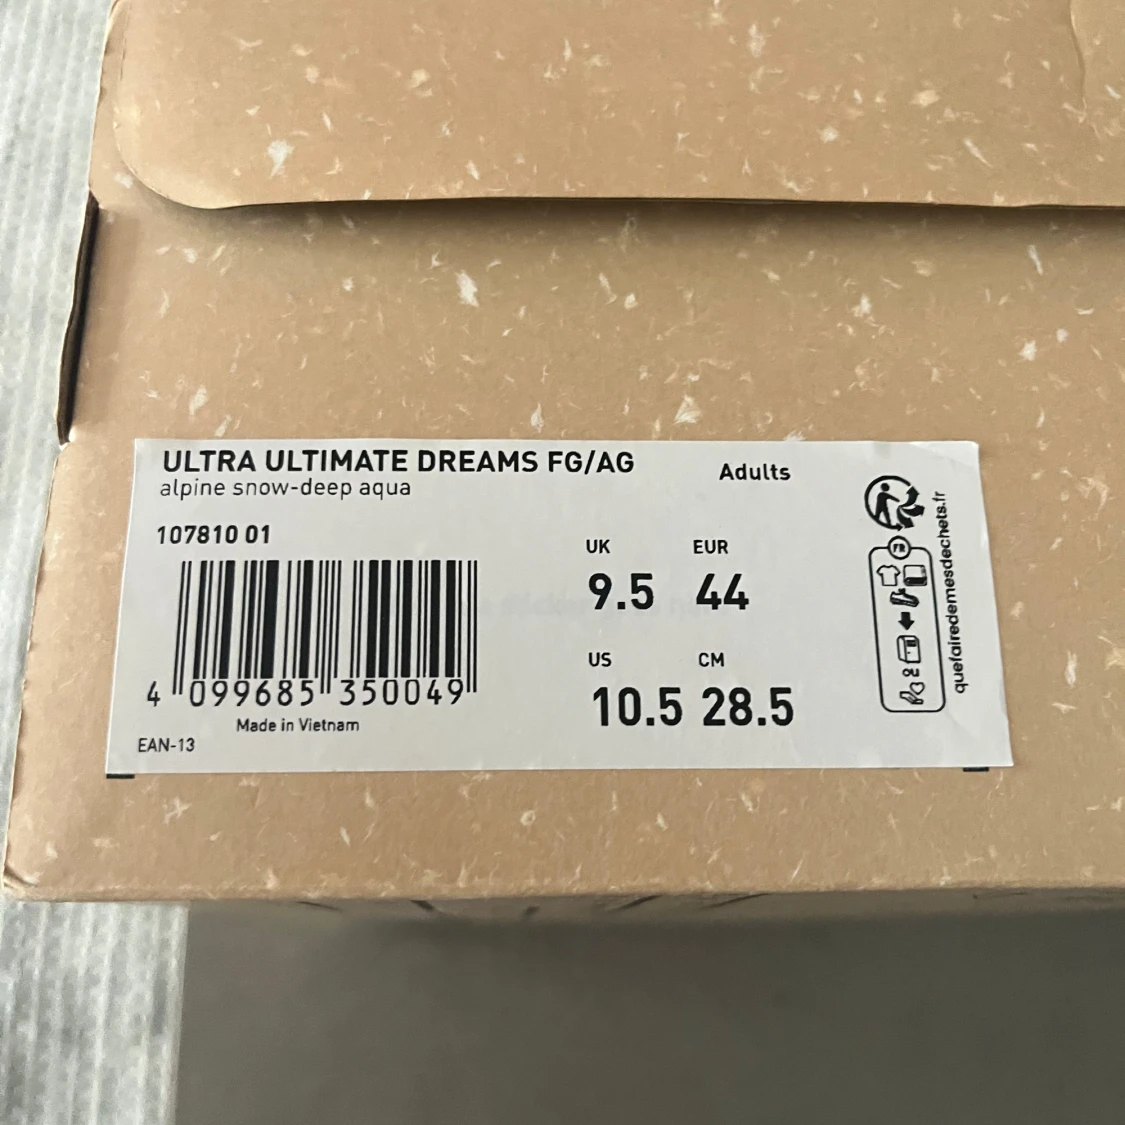 ULTRA ULTIMATE DREAMS FG/AG
alpine snow-deep aqua
Adults
107810 01
4 099685 350049
Made in Vietnam
EAN-13
UK EUR
9.5 44
US CM
10.5 28.5
FR
quefairedemesdechets.fr